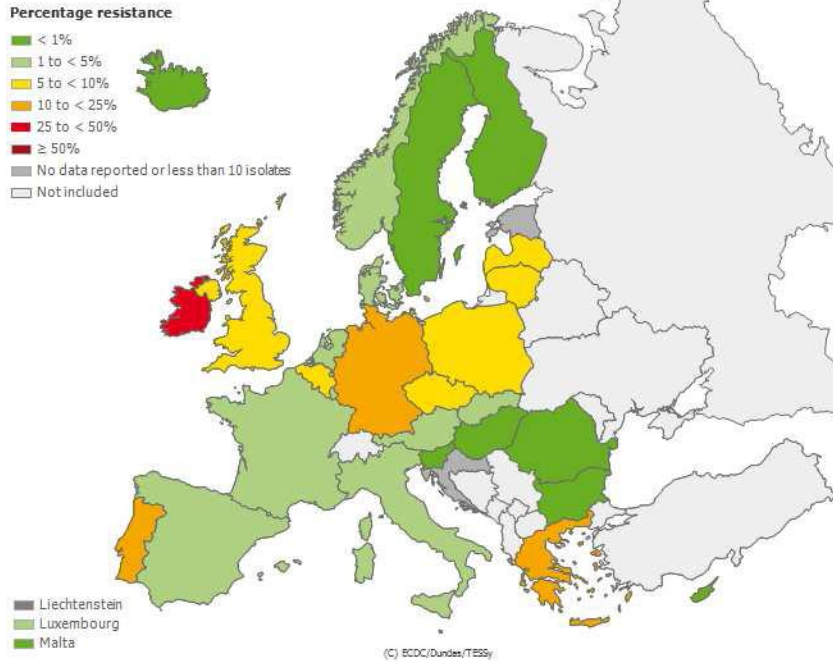 Percentage resistance
< 1%
1 to < 5%
5 to < 10%
10 to < 25%
25 to < 50%
≥ 50%
No data reported or less than 10 isolates
Not included
Liechtenstein
Luxembourg
Malta
(C) ECDC/Dundas/TESSy